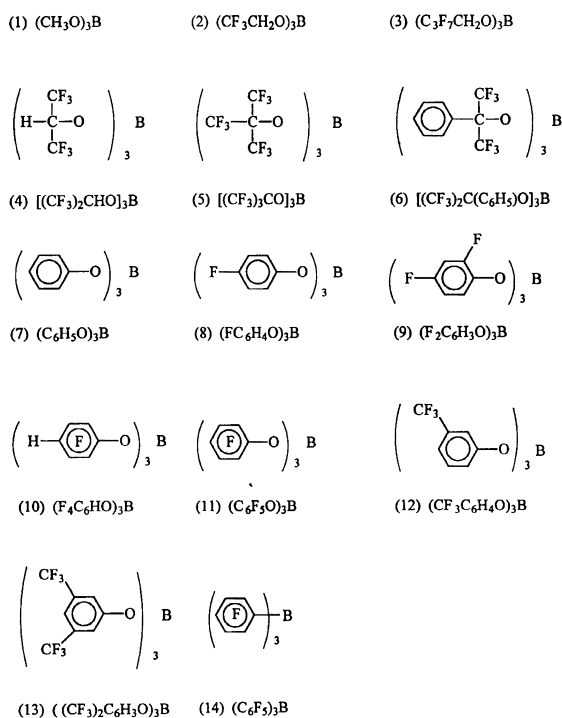 (1) (CH₃O)₃B (2) (CF₃CH₂O)₃B (3) (C₃F₇CH₂O)₃B
CF₃ CF₃ CF₃
( H—C—O )₃ B ( CF₃—C—O )₃ B ( C—O )₃ B
CF₃ CF₃ CF₃
(4) [(CF₃)₂CHO]₃B (5) [(CF₃)₃CO]₃B (6) [(CF₃)₂C(C₆H₅)O]₃B
F
( O )₃ B ( F O )₃ B ( F O )₃ B
(7) (C₆H₅O)₃B (8) (FC₆H₄O)₃B (9) (F₂C₆H₃O)₃B
CF₃
( H F O )₃ B ( F O )₃ B ( O )₃ B
(10) (F₄C₆HO)₃B (11) (C₆F₅O)₃B (12) (CF₃C₆H₄O)₃B
CF₃
( O )₃ B ( F )₃ B
CF₃
(13) ( (CF₃)₂C₆H₃O)₃B (14) (C₆F₅)₃B